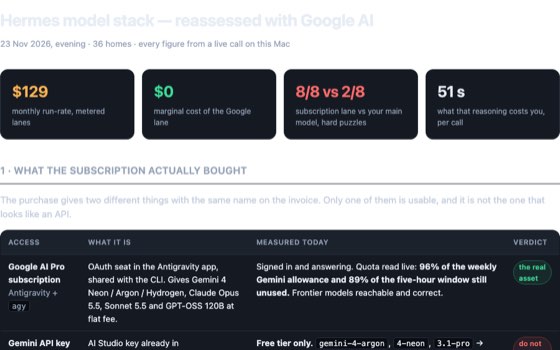 Hermes model stack — reassessed with Google AI
23 Nov 2026, evening · 36 homes · every figure from a live call on this Mac
$129
monthly run-rate, metered
lanes
$0
marginal cost of the Google
lane
8/8 vs 2/8
subscription lane vs your main
model, hard puzzles
51 s
what that reasoning costs you,
per call
1 · WHAT THE SUBSCRIPTION ACTUALLY BOUGHT
The purchase gives two different things with the same name on the invoice. Only one of them is usable, and it is not the one that
looks like an API.
ACCESS WHAT IT IS MEASURED TODAY VERDICT
Google AI Pro
subscription
Antigravity +
agy
OAuth seat in the Antigravity app,
shared with the CLI. Gives Gemini 4
Neon / Argon / Hydrogen, Claude Opus
5.5, Sonnet 5.5 and GPT-OSS 120B at
flat fee.
Signed in and answering. Quota read live: 96% of the weekly
Gemini allowance and 89% of the five-hour window still
unused. Frontier models reachable and correct.
the real
asset
Gemini API key
AI Studio key already in
Free tier only. gemini-4-argon , 4-neon , 3.1-pro →
do not